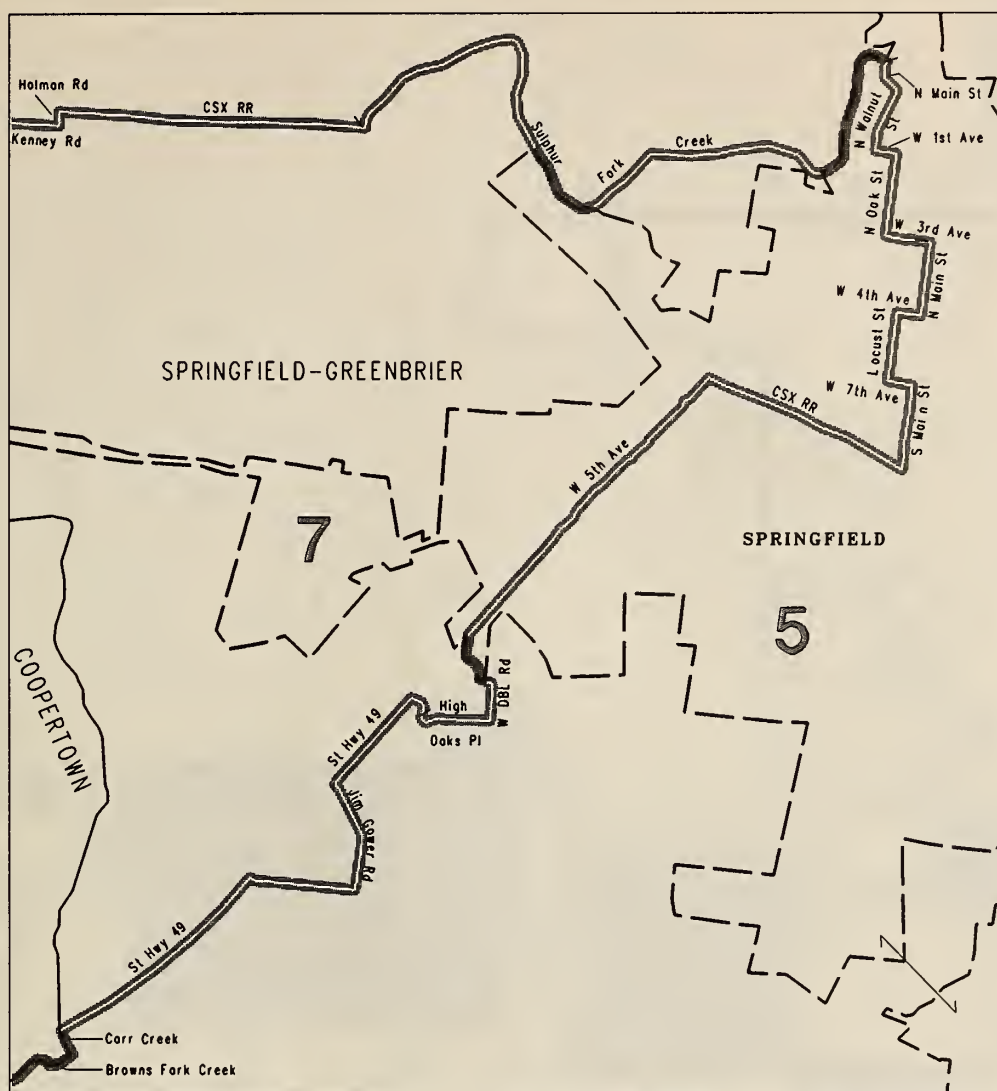 Holman Rd
CSX RR
Kenney Rd
N Main St
N Walnut St
W 1st Ave
Sulphur Fork Creek
N Oak St
W 3rd Ave
W 4th Ave
N Main St
Locust St
SPRINGFIELD-GREENBRIER
W 7th Ave
CSX RR
S Main St
W 5th Ave
7
SPRINGFIELD
5
COOPERTOWN
W DBL Rd
High
Oaks Pl
St Hwy 49
Jim Gower Rd
St Hwy 49
Carr Creek
Browns Fork Creek